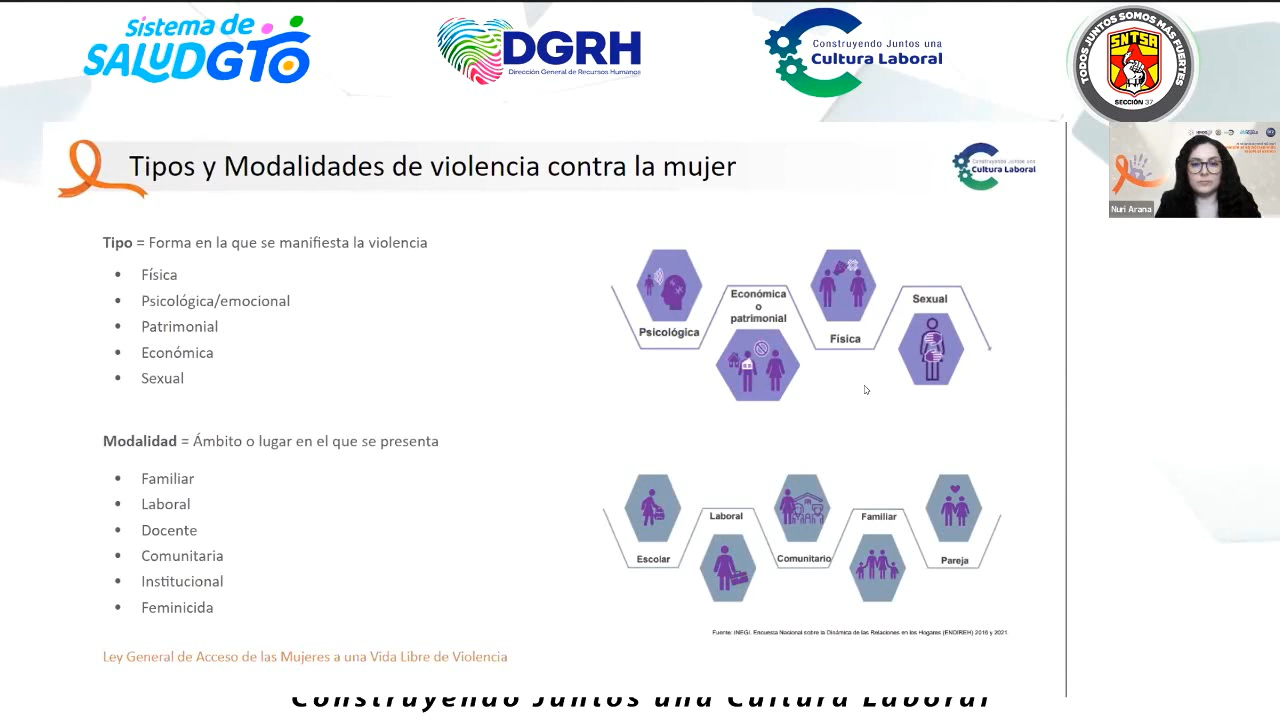 Sistema de
SALUDGTO
DGRH
Dirección General de Recursos Humanos
Construyendo Juntos una
Cultura Laboral
TODOS JUNTOS SOMOS MÁS FUERTES
SNTSA
SECCIÓN 37
Tipos y Modalidades de violencia contra la mujer
Construyendo Juntos una
Cultura Laboral
Nuri Arana
Tipo = Forma en la que se manifiesta la violencia
• Física
• Psicológica/emocional
• Patrimonial
• Económica
• Sexual
Psicológica
Económica
o
patrimonial
Física
Sexual
Modalidad = Ámbito o lugar en el que se presenta
• Familiar
• Laboral
• Docente
• Comunitaria
• Institucional
• Feminicida
Escolar
Laboral
Comunitario
Familiar
Pareja
Fuente: INEGI. Encuesta Nacional sobre la Dinámica de las Relaciones en los Hogares (ENDIREH) 2016 y 2021.
Ley General de Acceso de las Mujeres a una Vida Libre de Violencia
Construyendo Juntos una Cultura Laboral